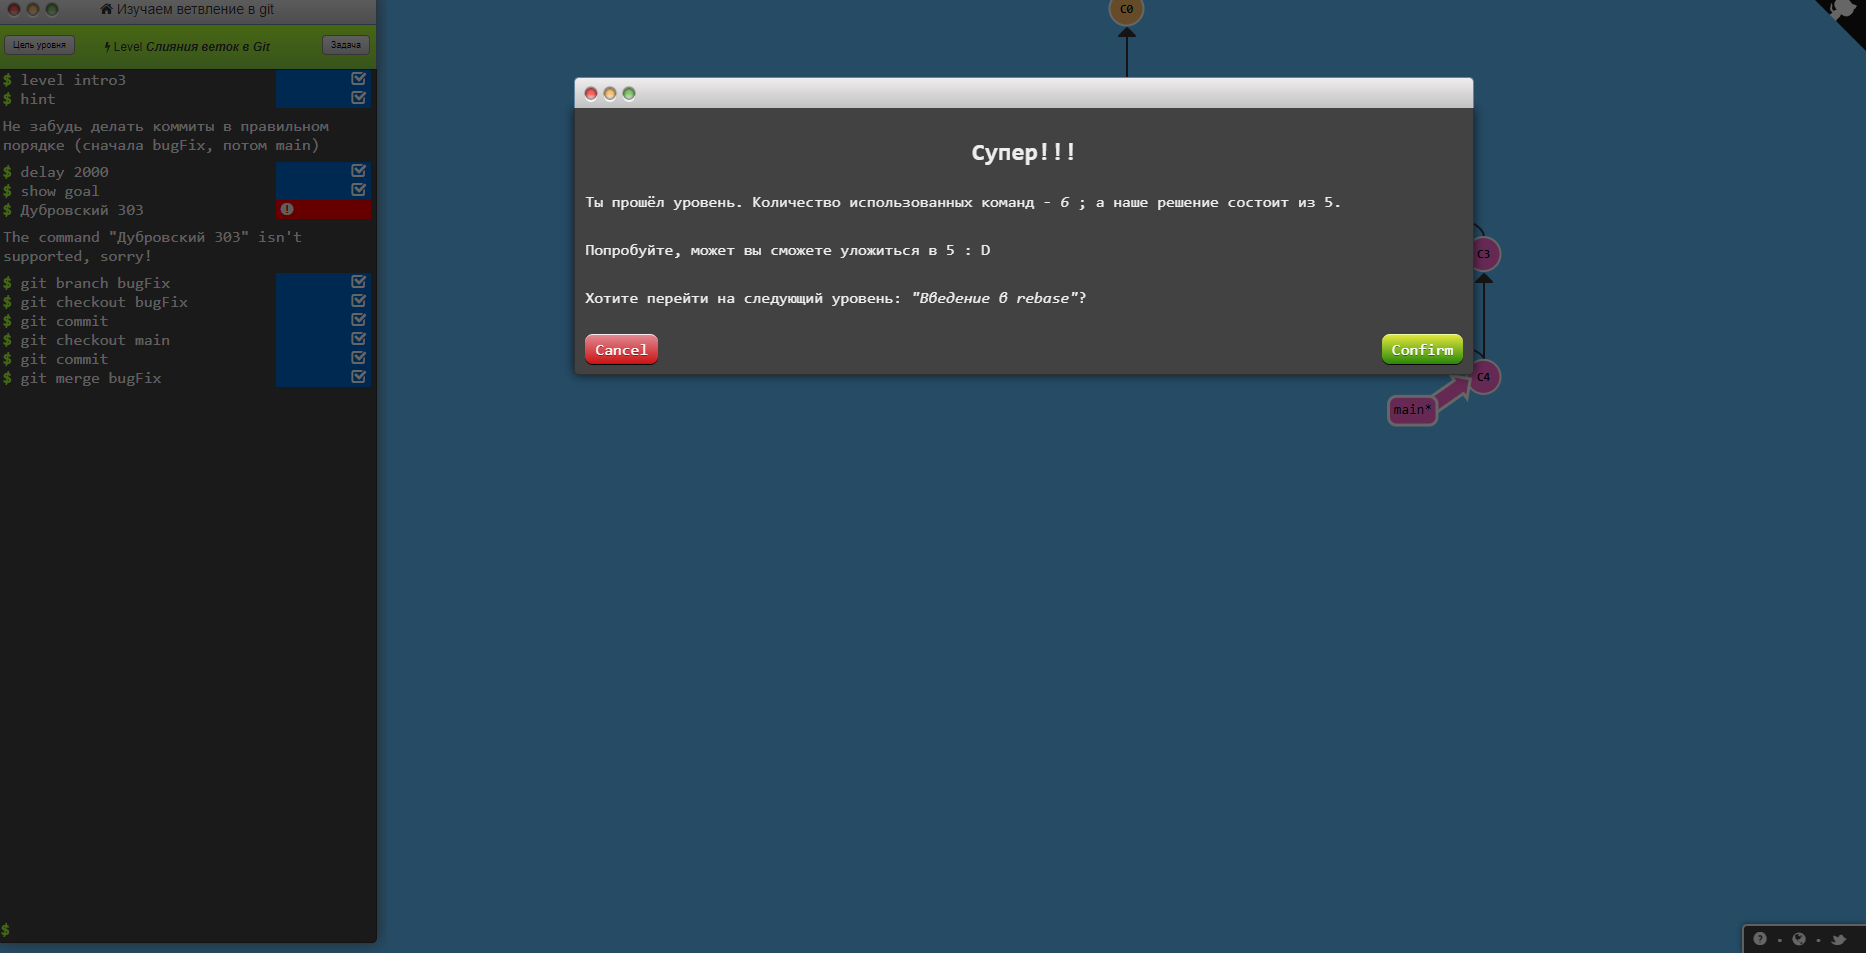 Изучаем ветвление в git
Цель уровня
Level Слияния веток в Git
Задача
$ level intro3
$ hint
Не забудь делать коммиты в правильном
порядке (сначала bugFix, потом main)
$ delay 2000
$ show goal
$ Дубровский 303
The command "Дубровский 303" isn't
supported, sorry!
$ git branch bugFix
$ git checkout bugFix
$ git commit
$ git checkout main
$ git commit
$ git merge bugFix
$
C0
Супер!!!
Ты прошёл уровень. Количество использованных команд - 6 ; а наше решение состоит из 5.
Попробуйте, может вы сможете уложиться в 5 : D
Хотите перейти на следующий уровень: "Введение в rebase"?
Cancel
Confirm
C3
C4
main*